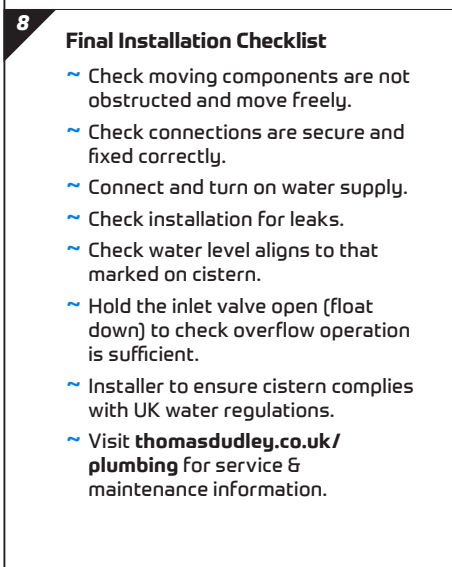 8
Final Installation Checklist
~ Check moving components are not
obstructed and move freely.
~ Check connections are secure and
fixed correctly.
~ Connect and turn on water supply.
~ Check installation for leaks.
~ Check water level aligns to that
marked on cistern.
~ Hold the inlet valve open (float
down) to check overflow operation
is sufficient.
~ Installer to ensure cistern complies
with UK water regulations.
~ Visit thomasdudley.co.uk/
plumbing for service &
maintenance information.